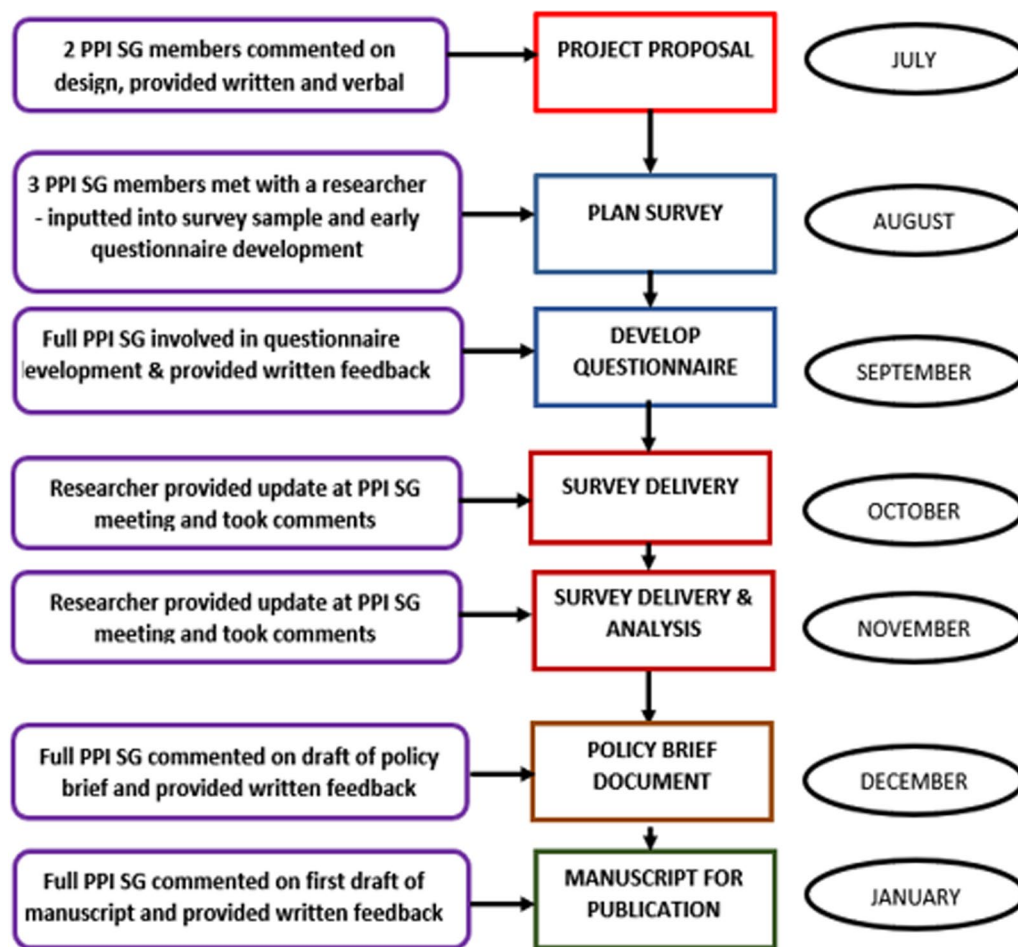 2 PPI SG members commented on
design, provided written and verbal
PROJECT PROPOSAL
JULY
3 PPI SG members met with a researcher
- inputted into survey sample and early
questionnaire development
PLAN SURVEY
AUGUST
Full PPI SG involved in questionnaire
levelopment & provided written feedback
DEVELOP
QUESTIONNAIRE
SEPTEMBER
Researcher provided update at PPI SG
meeting and took comments
SURVEY DELIVERY
OCTOBER
Researcher provided update at PPI SG
meeting and took comments
SURVEY DELIVERY &
ANALYSIS
NOVEMBER
Full PPI SG commented on draft of policy
brief and provided written feedback
POLICY BRIEF
DOCUMENT
DECEMBER
Full PPI SG commented on first draft of
manuscript and provided written feedback
MANUSCRIPT FOR
PUBLICATION
JANUARY